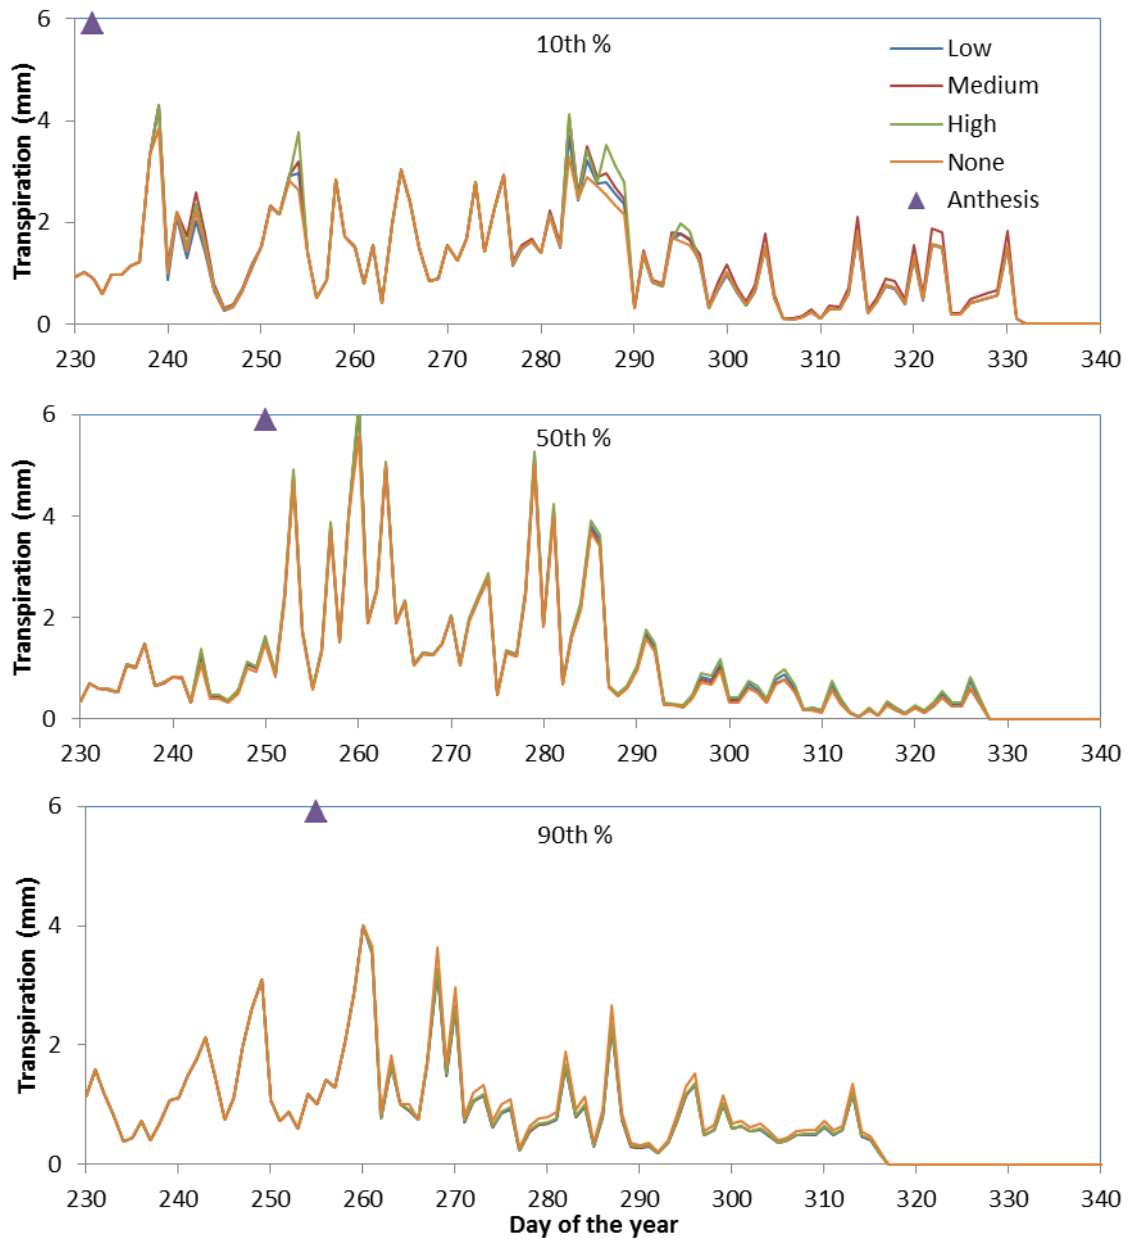 6
10th %
Low
Medium
High
None
Anthesis
Transpiration (mm)
4
2
0
230 240 250 260 270 280 290 300 310 320 330 340
6
50th %
Transpiration (mm)
4
2
0
230 240 250 260 270 280 290 300 310 320 330 340
6
90th %
Transpiration (mm)
4
2
0
230 240 250 260 270 280 290 300 310 320 330 340
Day of the year